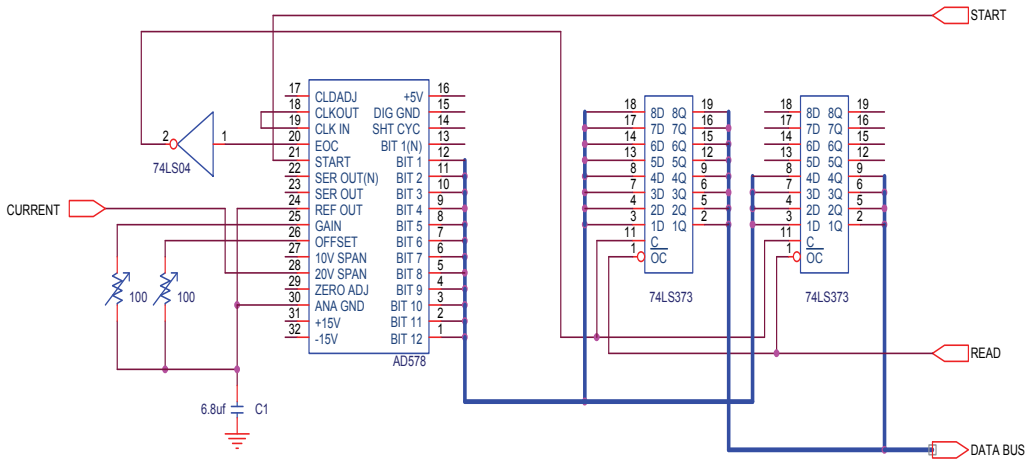 START
17 CLDADJ +5V 16
18 CLKOUT DIG GND 15
19 CLK IN SHT CYC 14
20 EOC BIT 1(N) 13
21 START BIT 1 12
22 SER OUT(N) BIT 2 11
23 SER OUT BIT 3 10
24 REF OUT BIT 4 9
25 GAIN BIT 5 8
26 OFFSET BIT 6 7
27 10V SPAN BIT 7 6
28 20V SPAN BIT 8 5
29 ZERO ADJ BIT 9 4
30 ANA GND BIT 10 3
31 +15V BIT 11 2
32 -15V BIT 12 1
AD578
2 1
74LS04
CURRENT
100 100
6.8uf C1
18 8D 8Q 19
17 7D 7Q 16
14 6D 6Q 15
13 5D 5Q 12
8 4D 4Q 9
7 3D 3Q 6
4 2D 2Q 5
3 1D 1Q 2
11 C
1 OC
74LS373
18 8D 8Q 19
17 7D 7Q 16
14 6D 6Q 15
13 5D 5Q 12
8 4D 4Q 9
7 3D 3Q 6
4 2D 2Q 5
3 1D 1Q 2
11 C
1 OC
74LS373
READ
DATA BUS